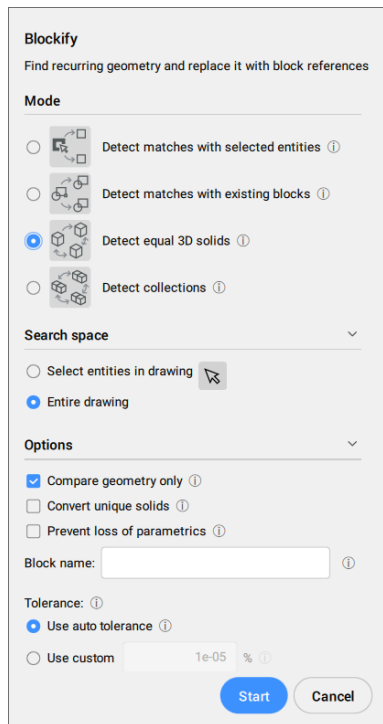 Blockify
Find recurring geometry and replace it with block references
Mode
Detect matches with selected entities
Detect matches with existing blocks
Detect equal 3D solids
Detect collections
Search space
Select entities in drawing
Entire drawing
Options
Compare geometry only
Convert unique solids
Prevent loss of parametrics
Block name:
Tolerance:
Use auto tolerance
Use custom 1e-05 %
Start Cancel